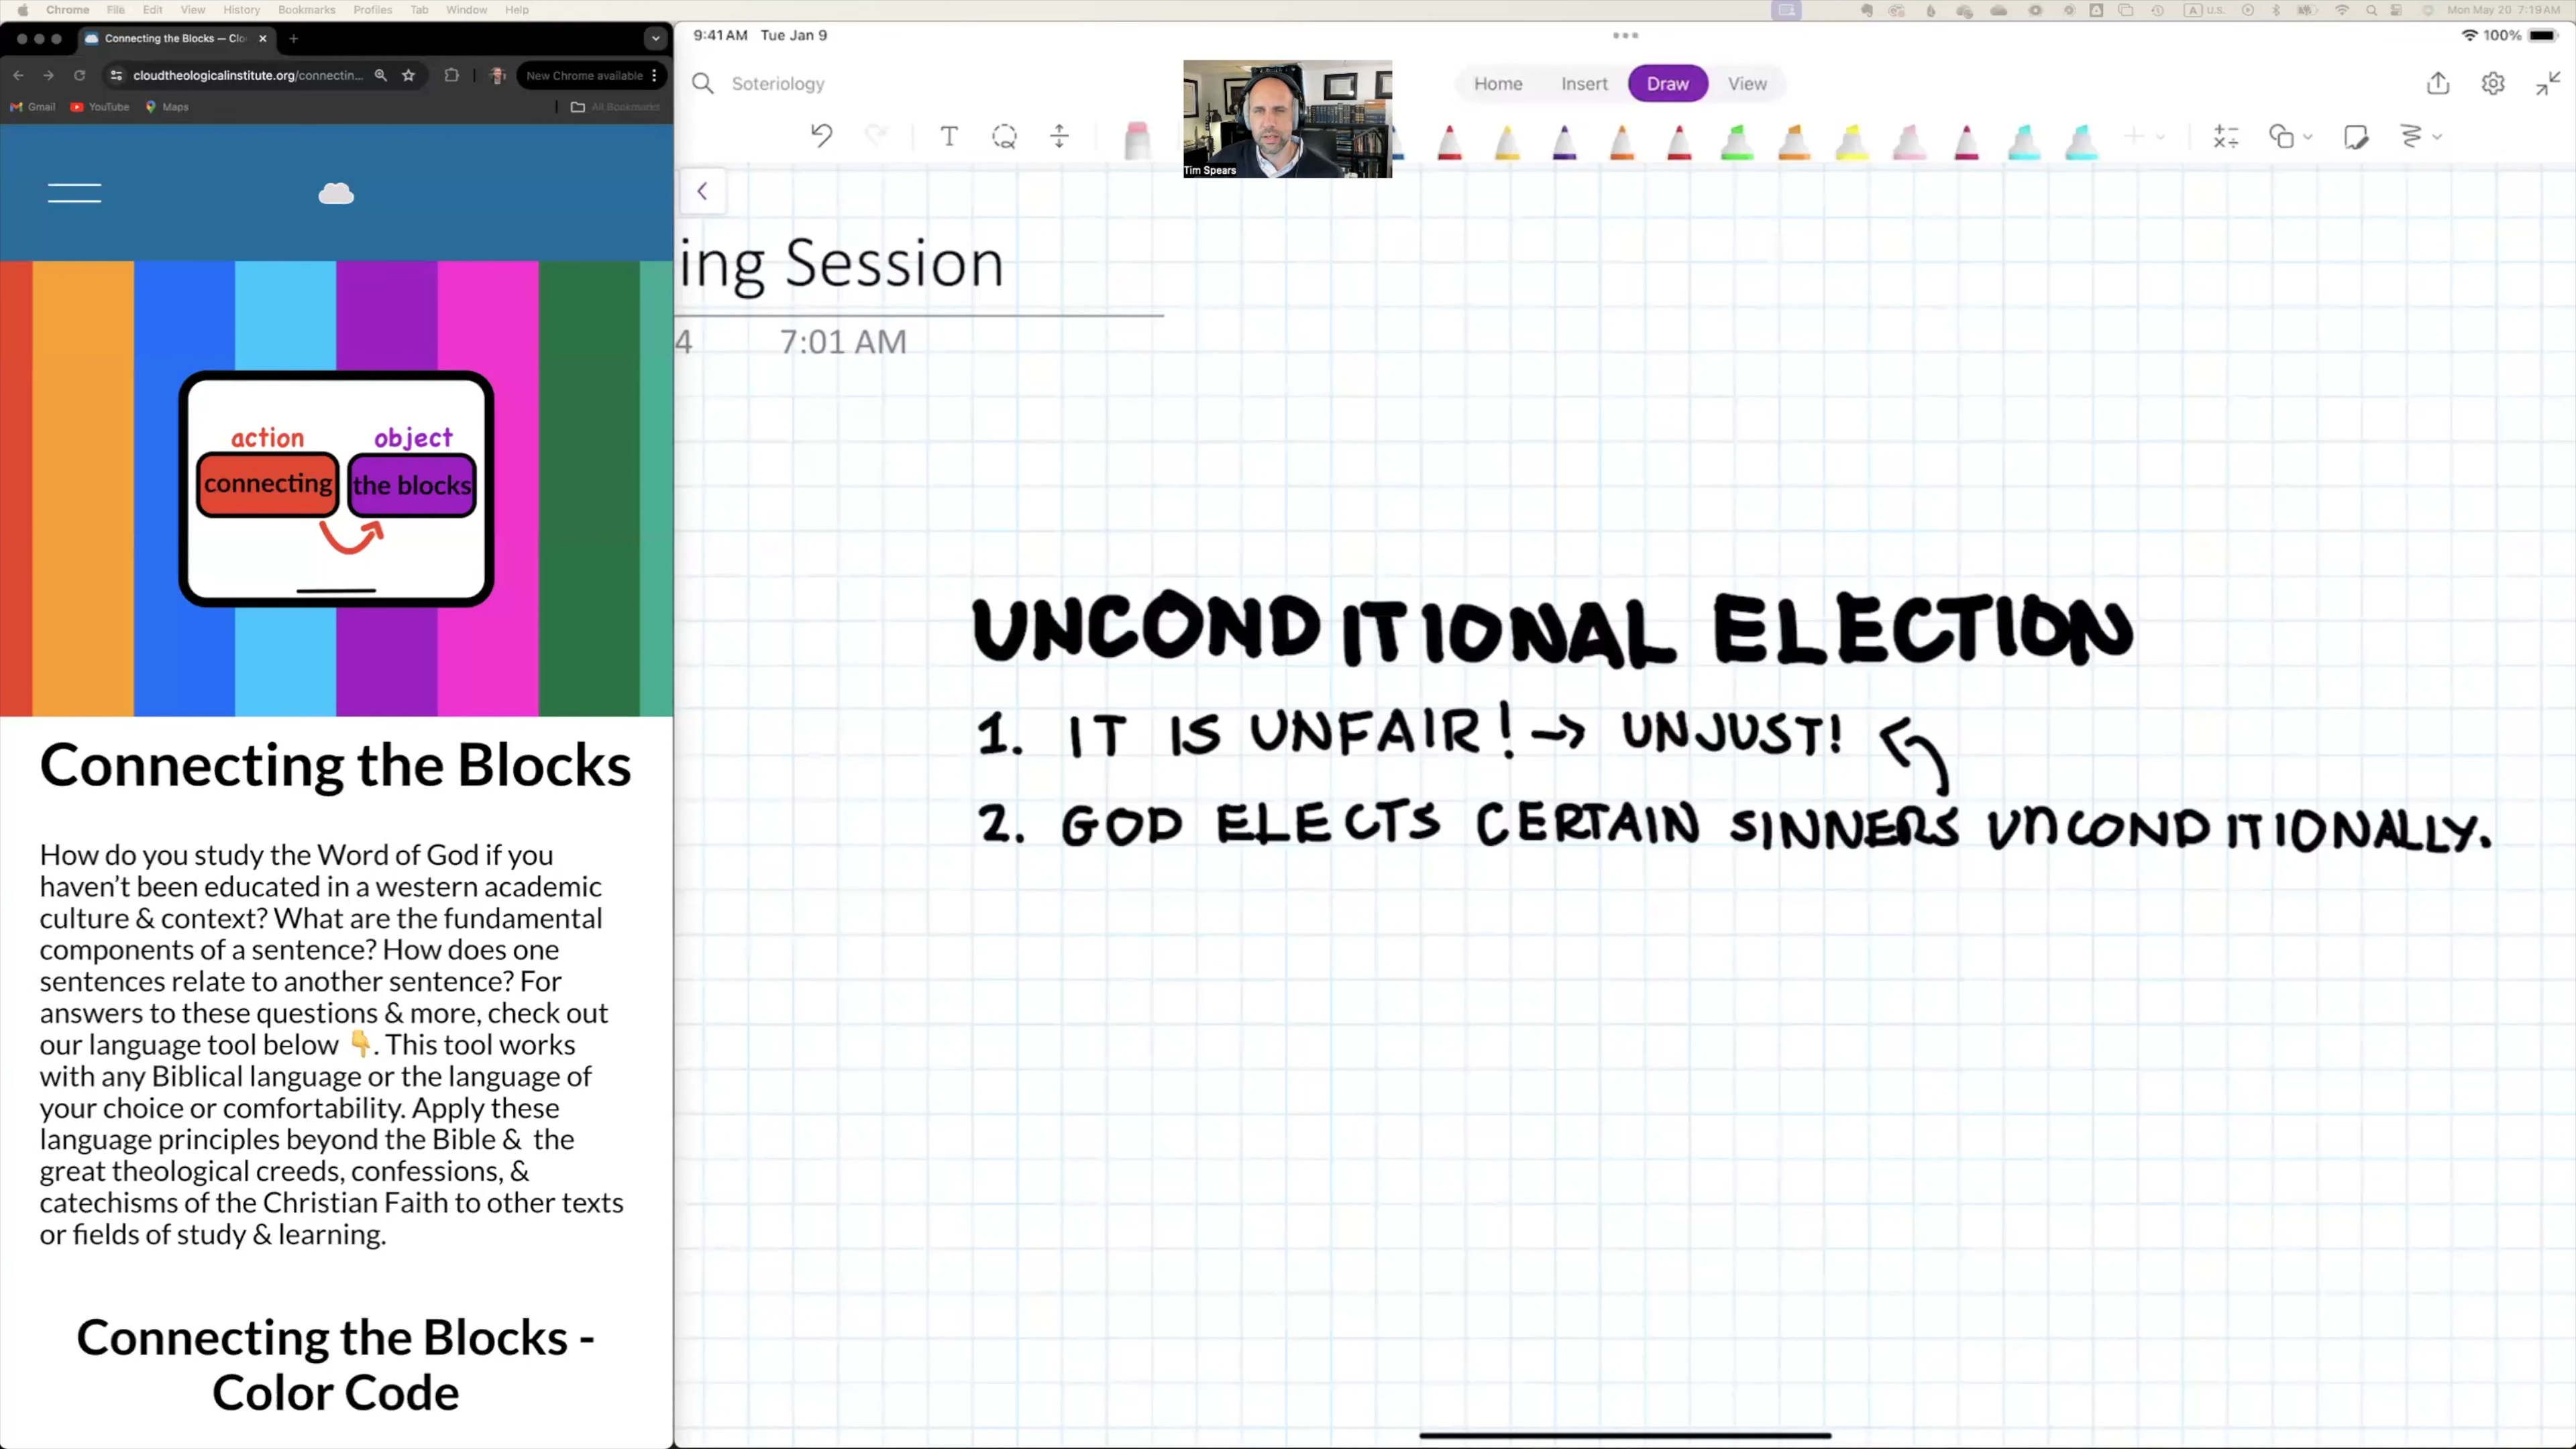 Chrome File Edit View History Bookmarks Profiles Tab Window Help
A U.S. Mon May 20 7:19 AM
Connecting the Blocks — Clo
cloudtheologicalinstitute.org/connectin...
New Chrome available
Gmail YouTube Maps
All Bookmarks
action object
connecting the blocks
Connecting the Blocks
How do you study the Word of God if you
haven't been educated in a western academic
culture & context? What are the fundamental
components of a sentence? How does one
sentences relate to another sentence? For
answers to these questions & more, check out
our language tool below 👇. This tool works
with any Biblical language or the language of
your choice or comfortability. Apply these
language principles beyond the Bible & the
great theological creeds, confessions, &
catechisms of the Christian Faith to other texts
or fields of study & learning.
Connecting the Blocks -
Color Code
9:41 AM Tue Jan 9
100%
Soteriology
Home Insert Draw View
T
Tim Spears
ing Session
4 7:01 AM
UNCONDITIONAL ELECTION
1. IT IS UNFAIR! → UNJUST!
2. GOD ELECTS CERTAIN SINNERS UNCONDITIONALLY.